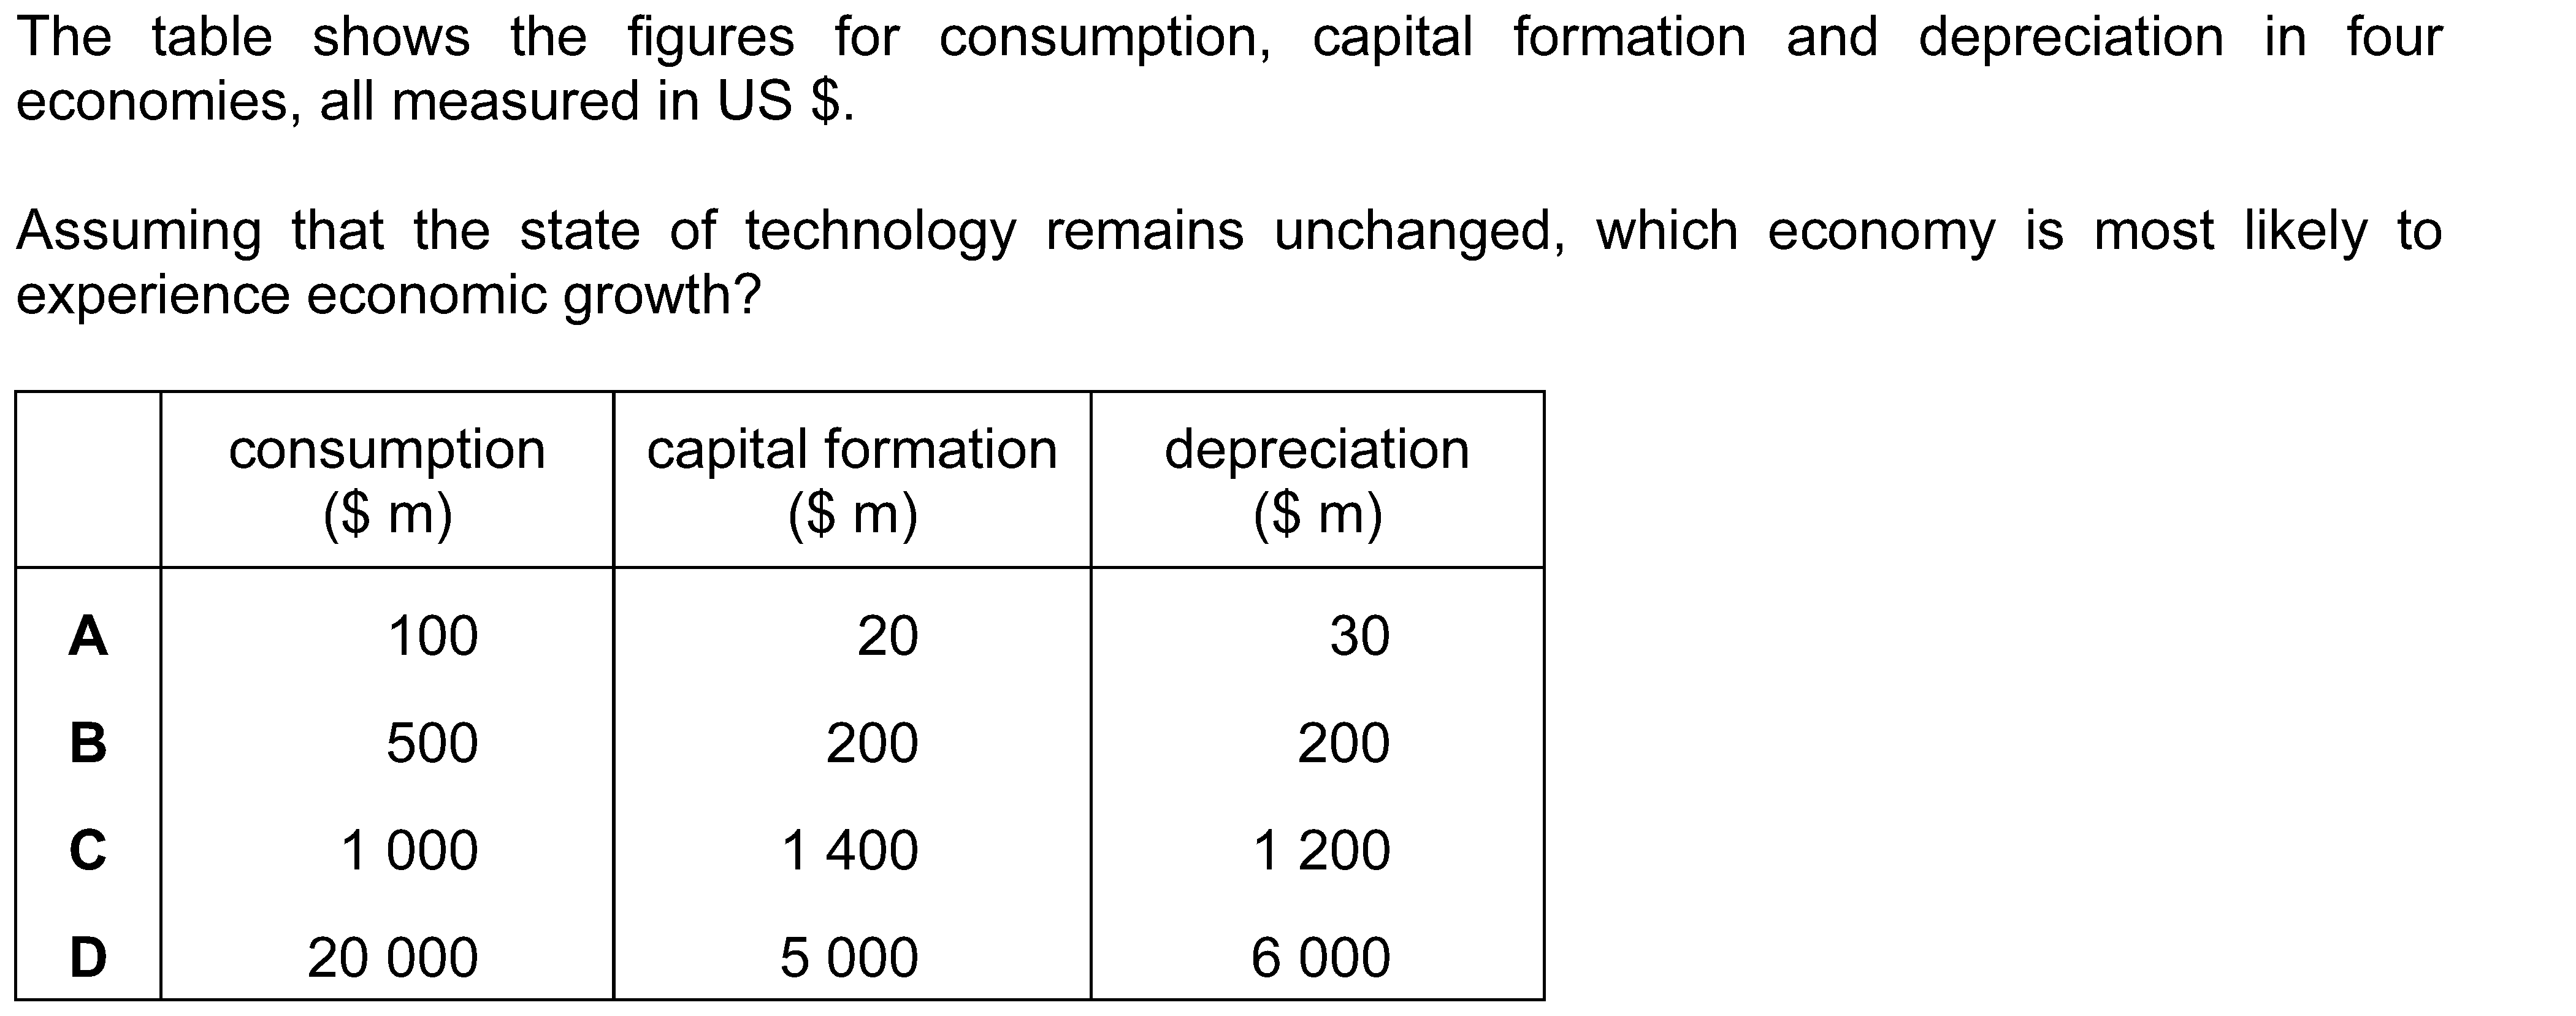 The table shows the figures for consumption, capital formation and depreciation in four
economies, all measured in US $.
Assuming that the state of technology remains unchanged, which economy is most likely to
experience economic growth?
consumption capital formation depreciation
($ m) ($ m) ($ m)
A 100 20 30
B 500 200 200
C 1 000 1 400 1 200
D 20 000 5 000 6 000